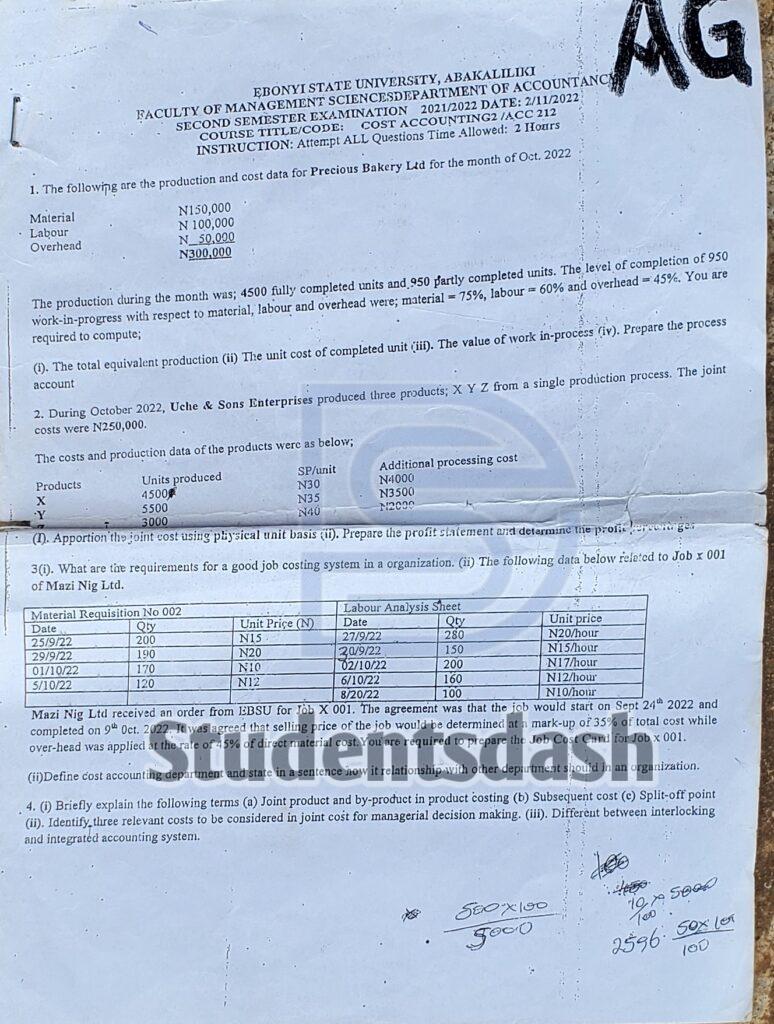 AG
EBONYI STATE UNIVERSITY, ABAKALILIKI
FACULTY OF MANAGEMENT SCIENCESDEPARTMENT OF ACCOUNTANCY
SECOND SEMESTER EXAMINATION 2021/2022 DATE: 2/11/2022
COURSE TITLE/CODE: COST ACCOUNTING2 /ACC 212
INSTRUCTION: Attempt ALL Questions Time Allowed: 2 Hours
1. The following are the production and cost data for Precious Bakery Ltd for the month of Oct. 2022
Material N150,000
Labour N 100,000
Overhead N 50,000
N300,000
The production during the month was; 4500 fully completed units and 950 partly completed units. The level of completion of 950
work-in-progress with respect to material, labour and overhead were; material = 75%, labour = 60% and overhead = 45%. You are
required to compute;
(i). The total equivalent production (ii) The unit cost of completed unit (iii). The value of work in-process (iv). Prepare the process
account
2. During October 2022, Uche & Sons Enterprises produced three products; X Y Z from a single production process. The joint
costs were N250,000.
The costs and production data of the products were as below;
Products Units produced SP/unit Additional processing cost
X 4500 N30 N4000
Y 5500 N35 N3500
3000 N40 N2000
(I). Apportion the joint cost using physical unit basis (ii). Prepare the profit statement and determine the profit
3(i). What are the requirements for a good job costing system in a organization. (ii) The following data below related to Job x 001
of Mazi Nig Ltd.
Material Requisition No 002 Labour Analysis Sheet
Date Qty Unit Price (N) Date Qty Unit price
25/9/22 200 N15 27/9/22 280 N20/hour
29/9/22 190 N20 30/9/22 150 N15/hour
01/10/22 170 N10 02/10/22 200 N17/hour
5/10/22 120 N12 6/10/22 160 N12/hour
8/20/22 100 N10/hour
Mazi Nig Ltd received an order from EBSU for Job X 001. The agreement was that the job would start on Sept 24th 2022 and
completed on 9th Oct. 2022. It was agreed that selling price of the job would be determined at a mark-up of 35% of total cost while
over-head was applied at the rate of 45% of direct material cost. You are required to prepare the Job Cost Card for Job x 001.
Studentsdash
(ii)Define cost accounting department and state in a sentence how it relationship with other department should in an organization.
4. (i) Briefly explain the following terms (a) Joint product and by-product in product costing (b) Subsequent cost (c) Split-off point
(ii). Identify three relevant costs to be considered in joint cost for managerial decision making. (iii). Different between interlocking
and integrated accounting system.
500 x 100
5000
10 x 5000
100
2596 50x 100
100